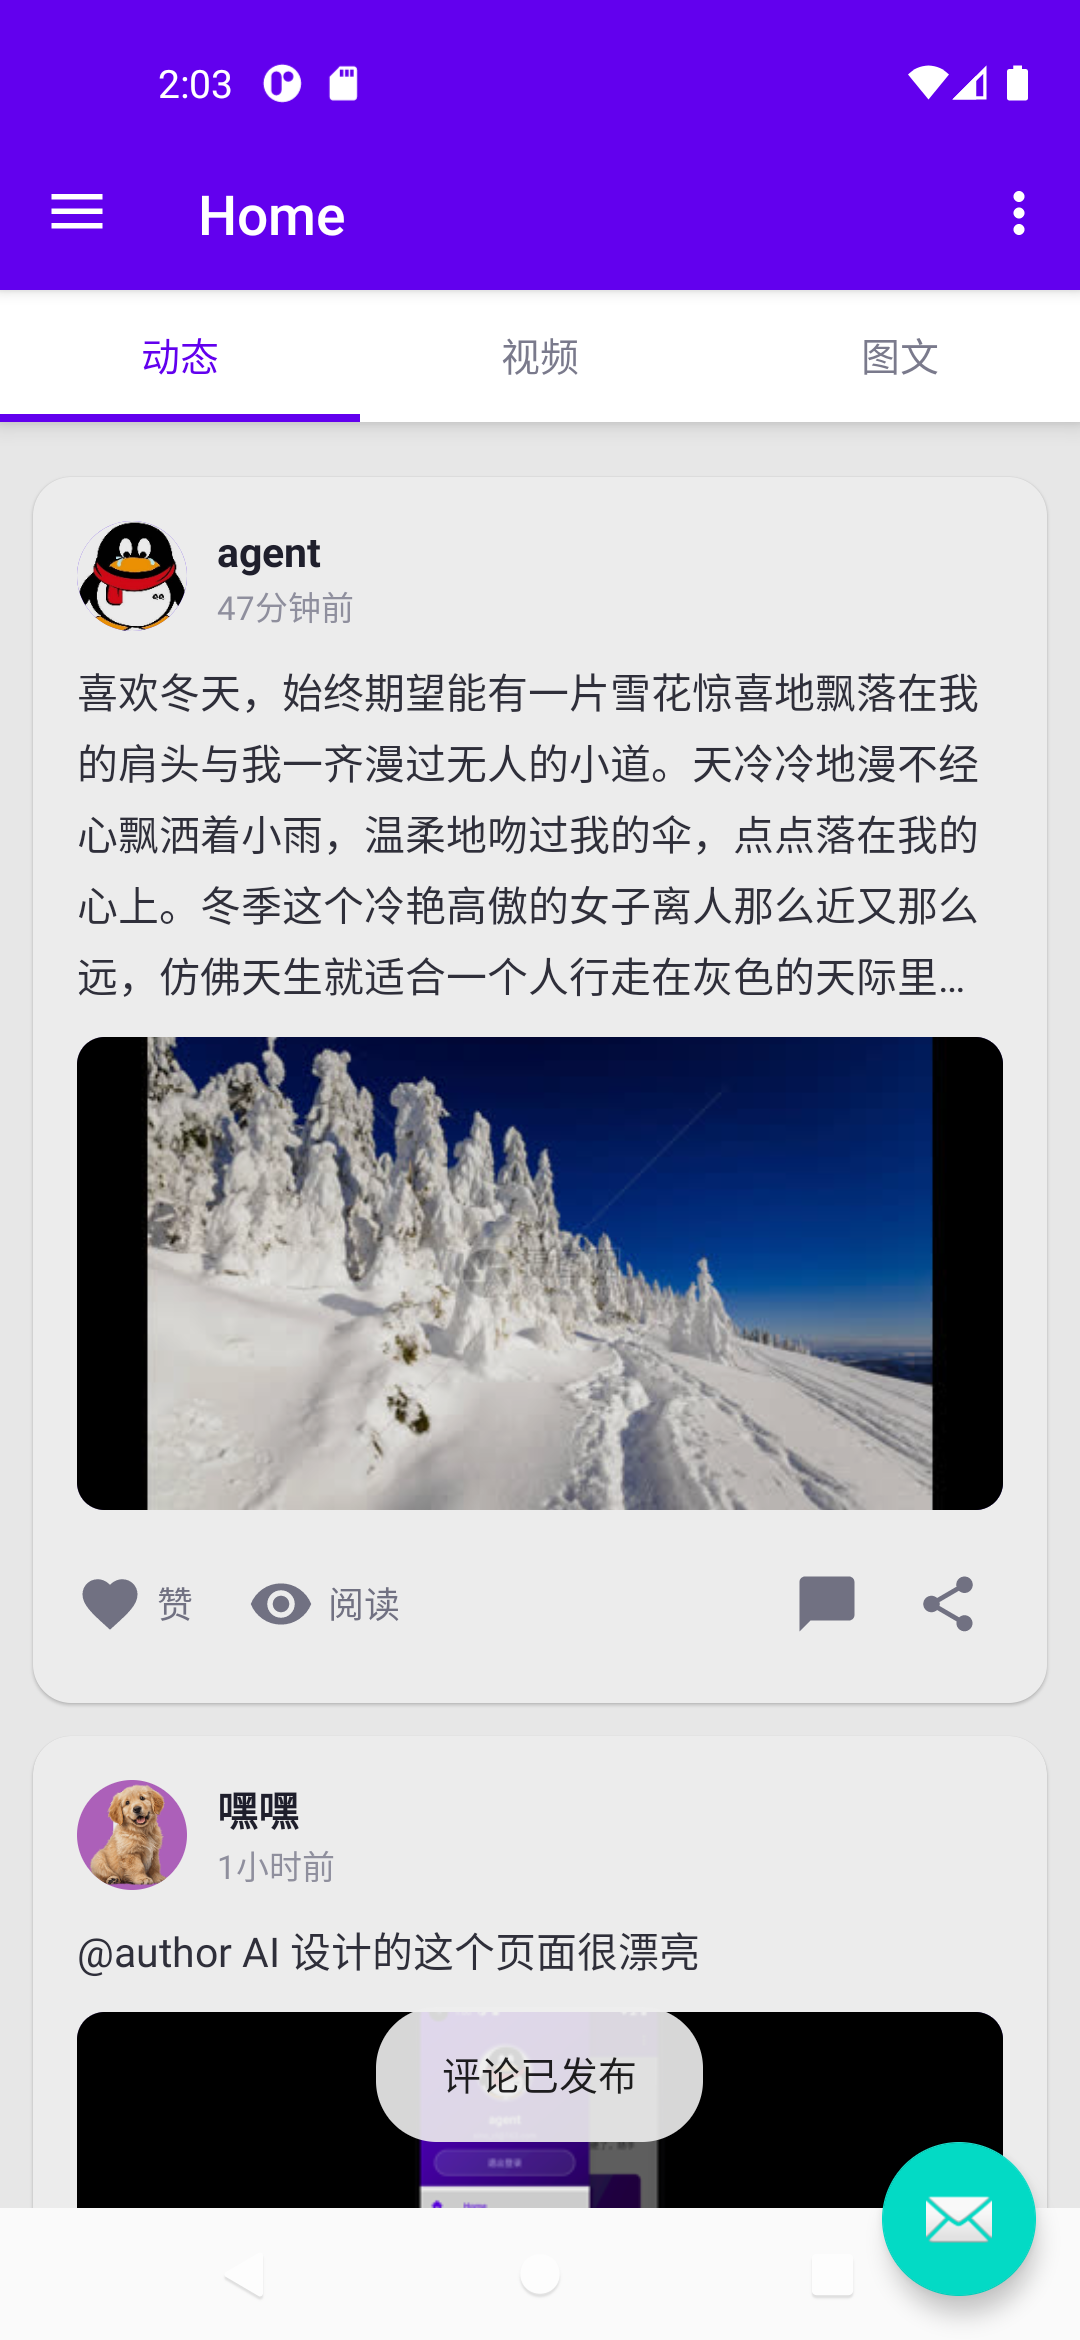 2:03
Home
动态
视频
图文
agent
47分钟前
喜欢冬天，始终期望能有一片雪花惊喜地飘落在我
的肩头与我一齐漫过无人的小道。天冷冷地漫不经
心飘洒着小雨，温柔地吻过我的伞，点点落在我的
心上。冬季这个冷艳高傲的女子离人那么近又那么
远，仿佛天生就适合一个人行走在灰色的天际里...
赞
阅读
嘿嘿
1小时前
@author AI 设计的这个页面很漂亮
评论已发布
agent
退出登录
Home